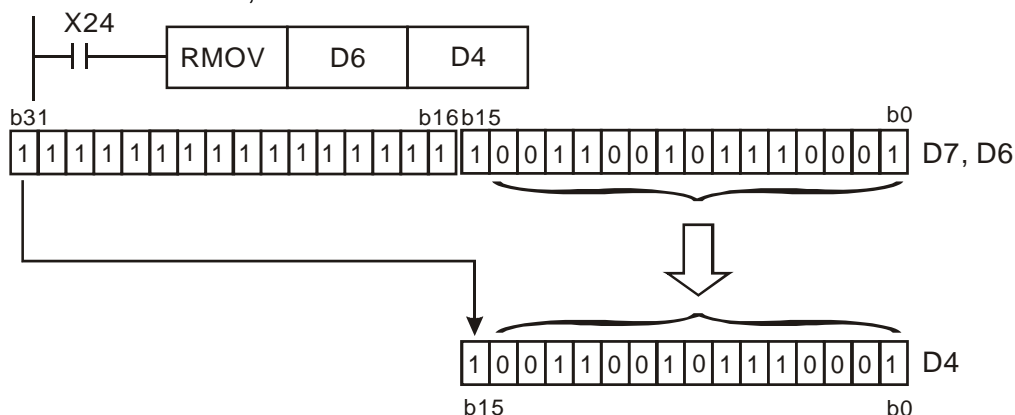 X24
RMOV D6 D4
b31 b16 b15 b0
1 1 1 1 1 1 1 1 1 1 1 1 1 1 1 1 1 0 0 1 1 0 0 1 0 1 1 1 0 0 0 1 D7, D6
1 0 0 1 1 0 0 1 0 1 1 1 0 0 0 1 D4
b15 b0